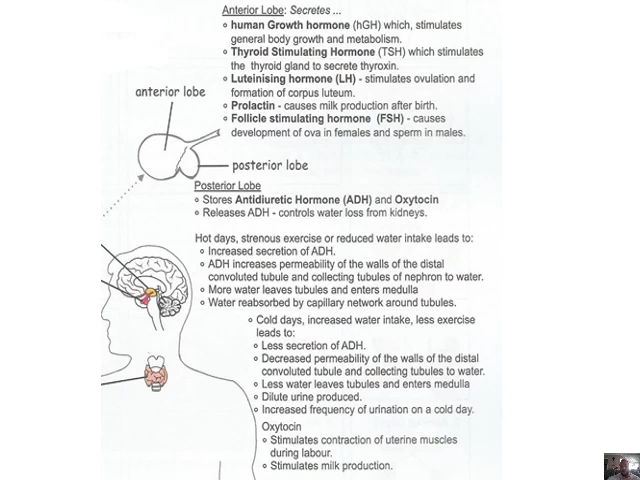 Anterior Lobe: Secretes ...
∘ human Growth hormone (hGH) which, stimulates
general body growth and metabolism.
∘ Thyroid Stimulating Hormone (TSH) which stimulates
the thyroid gland to secrete thyroxin.
∘ Luteinising hormone (LH) - stimulates ovulation and
formation of corpus luteum.
∘ Prolactin - causes milk production after birth.
∘ Follicle stimulating hormone (FSH) - causes
development of ova in females and sperm in males.
anterior lobe
posterior lobe
Posterior Lobe
∘ Stores Antidiuretic Hormone (ADH) and Oxytocin
∘ Releases ADH - controls water loss from kidneys.
Hot days, strenous exercise or reduced water intake leads to:
∘ Increased secretion of ADH.
∘ ADH increases permeability of the walls of the distal
convoluted tubule and collecting tubules of nephron to water.
∘ More water leaves tubules and enters medulla
∘ Water reabsorbed by capillary network around tubules.
∘ Cold days, increased water intake, less exercise
leads to:
∘ Less secretion of ADH.
∘ Decreased permeability of the walls of the distal
convoluted tubule and collecting tubules to water.
∘ Less water leaves tubules and enters medulla
∘ Dilute urine produced.
∘ Increased frequency of urination on a cold day.
Oxytocin
∘ Stimulates contraction of uterine muscles
during labour.
∘ Stimulates milk production.